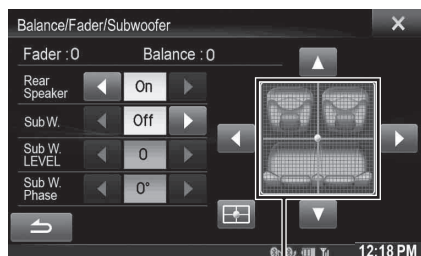 Balance/Fader/Subwoofer
Fader :0 Balance :0
Rear Speaker On
Sub W. Off
Sub W. LEVEL 0
Sub W. Phase 0°
12:18 PM